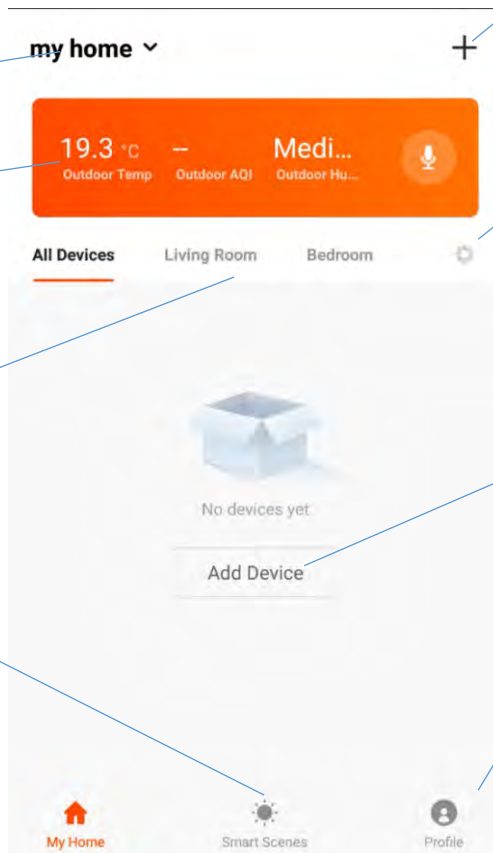 my home
19.3 °C -- Medi...
Outdoor Temp Outdoor AQI Outdoor Hu...
All Devices Living Room Bedroom
No devices yet
Add Device
My Home Smart Scenes Profile